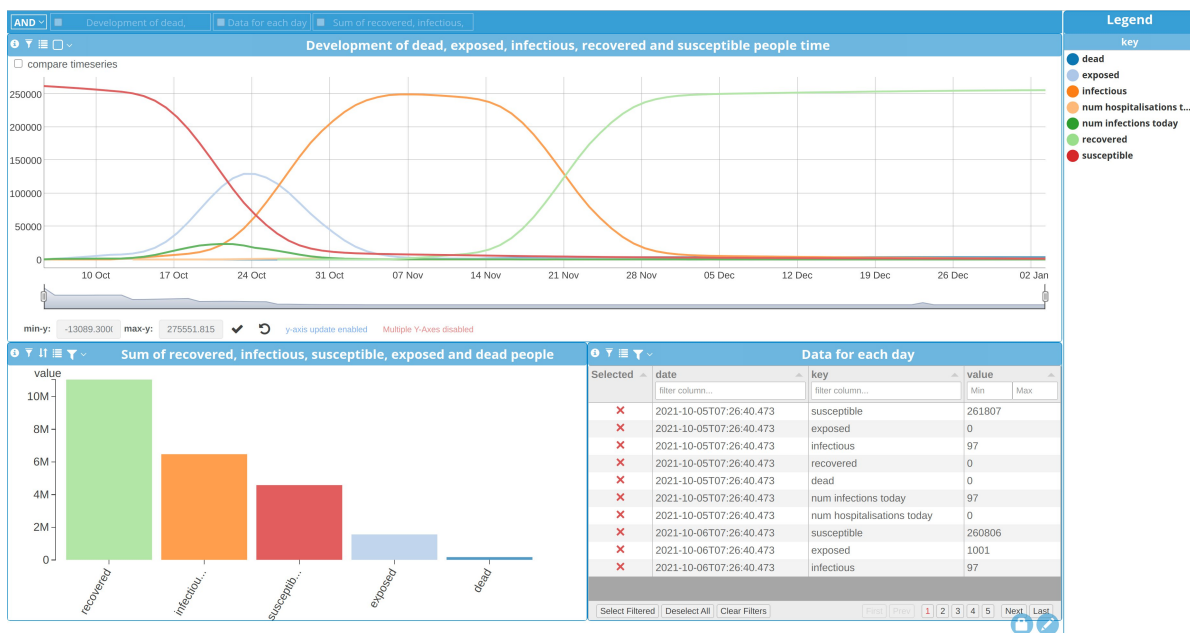 AND Development of dead, Data for each day Sum of recovered, infectious,
Development of dead, exposed, infectious, recovered and susceptible people time
compare timeseries
250000
200000
150000
100000
50000
0
10 Oct 17 Oct 24 Oct 31 Oct 07 Nov 14 Nov 21 Nov 28 Nov 05 Dec 12 Dec 19 Dec 26 Dec 02 Jan
min-y: -13089.300( max-y: 275551.815 y-axis update enabled Multiple Y-Axes disabled
Legend
key
dead
exposed
infectious
num hospitalisations t...
num infections today
recovered
susceptible
Sum of recovered, infectious, susceptible, exposed and dead people
value
10M
8M
6M
4M
2M
0
recovered infectiou... susceptib... exposed dead
Data for each day
Selected date key value
filter column... filter column... Min Max
2021-10-05T07:26:40.473 susceptible 261807
2021-10-05T07:26:40.473 exposed 0
2021-10-05T07:26:40.473 infectious 97
2021-10-05T07:26:40.473 recovered 0
2021-10-05T07:26:40.473 dead 0
2021-10-05T07:26:40.473 num infections today 97
2021-10-05T07:26:40.473 num hospitalisations today 0
2021-10-06T07:26:40.473 susceptible 260806
2021-10-06T07:26:40.473 exposed 1001
2021-10-06T07:26:40.473 infectious 97
Select Filtered Deselect All Clear Filters First Prev 1 2 3 4 5 Next Last